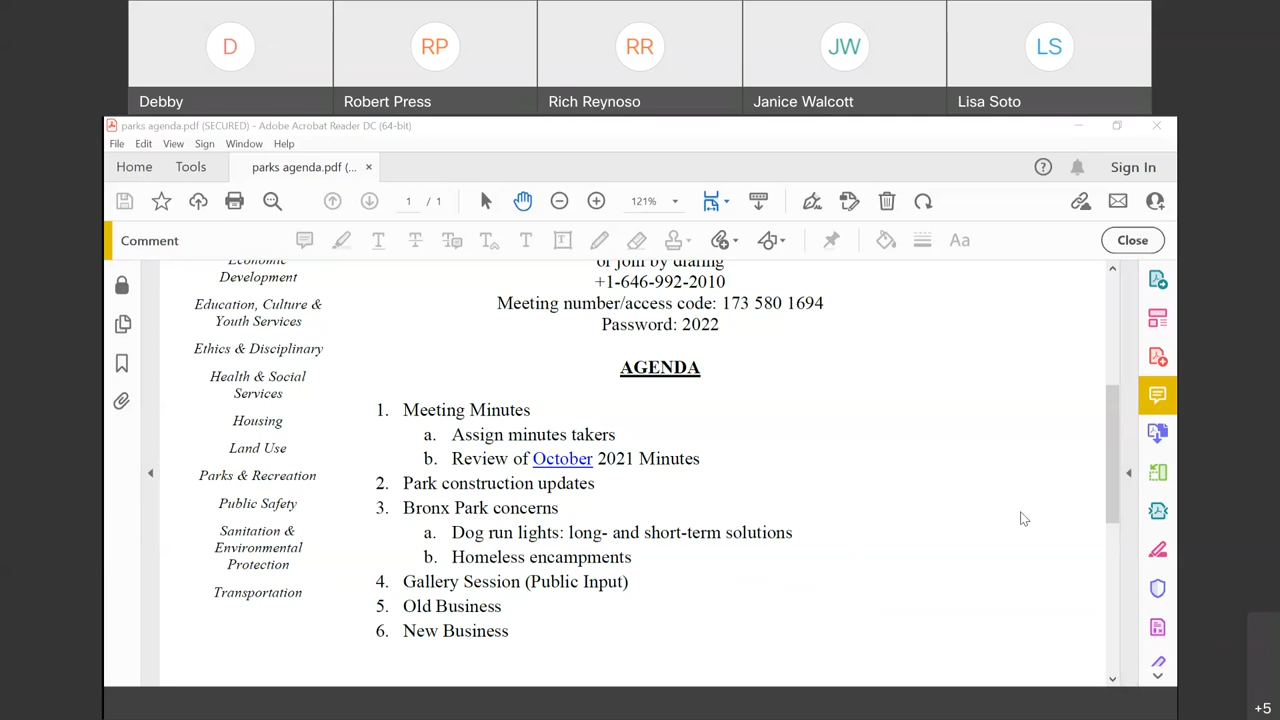 D
RP
RR
JW
LS
Debby
Robert Press
Rich Reynoso
Janice Walcott
Lisa Soto
parks agenda.pdf (SECURED) - Adobe Acrobat Reader DC (64-bit)
File Edit View Sign Window Help
Home Tools parks agenda.pdf (... × Sign In
1 / 1 121%
Comment Close
Economic
Development
Education, Culture &
Youth Services
Ethics & Disciplinary
Health & Social
Services
Housing
Land Use
Parks & Recreation
Public Safety
Sanitation &
Environmental
Protection
Transportation
or join by dialing
+1-646-992-2010
Meeting number/access code: 173 580 1694
Password: 2022
AGENDA
1. Meeting Minutes
a. Assign minutes takers
b. Review of October 2021 Minutes
2. Park construction updates
3. Bronx Park concerns
a. Dog run lights: long- and short-term solutions
b. Homeless encampments
4. Gallery Session (Public Input)
5. Old Business
6. New Business
+5